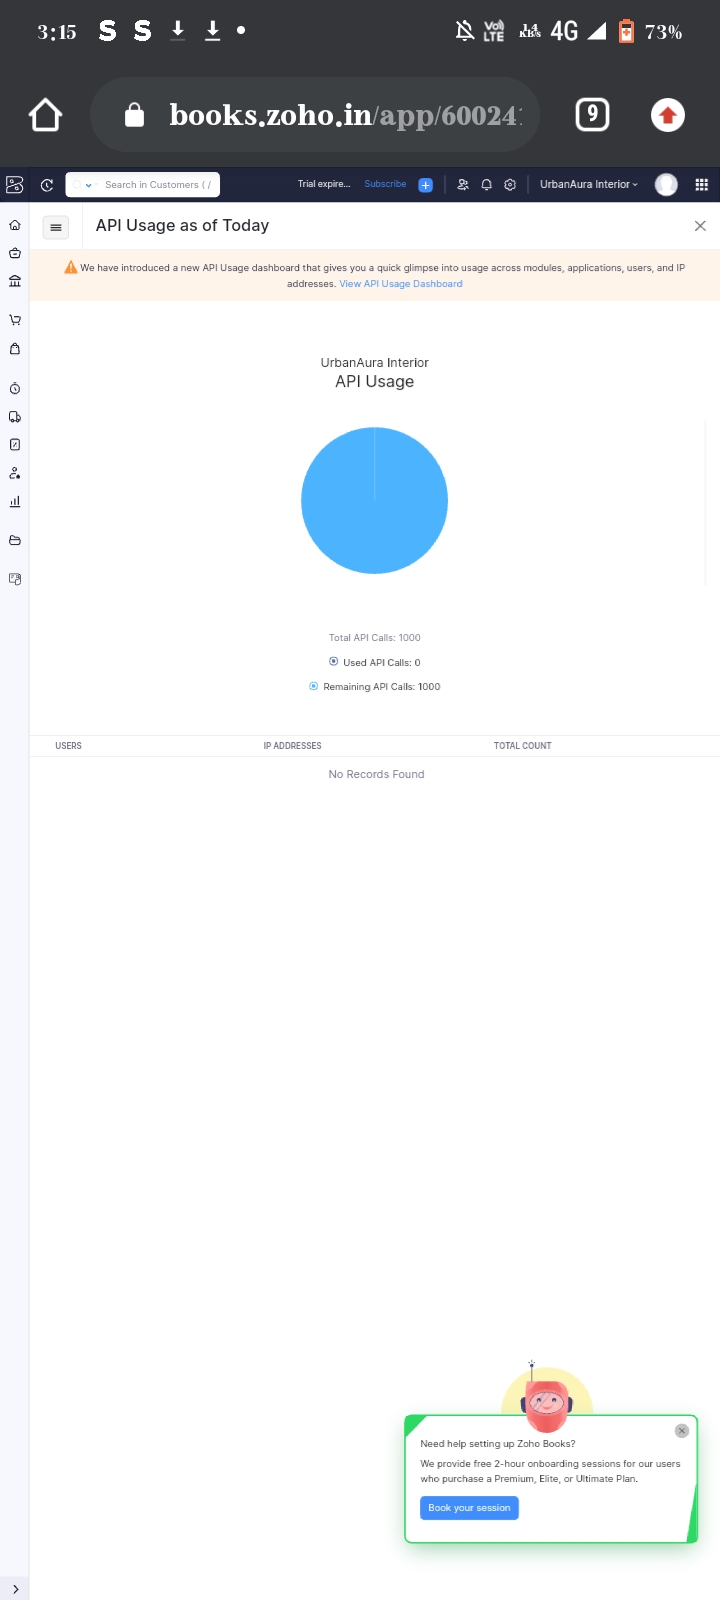 3:15 S S VoLTE 1.4 KB/s 4G 73%
books.zoho.in/app/60024
9
Search in Customers ( /
Trial expire... Subscribe UrbanAura Interior
API Usage as of Today
We have introduced a new API Usage dashboard that gives you a quick glimpse into usage across modules, applications, users, and IP
addresses. View API Usage Dashboard
UrbanAura Interior
API Usage
Total API Calls: 1000
Used API Calls: 0
Remaining API Calls: 1000
USERS IP ADDRESSES TOTAL COUNT
No Records Found
Need help setting up Zoho Books?
We provide free 2-hour onboarding sessions for our users
who purchase a Premium, Elite, or Ultimate Plan.
Book your session